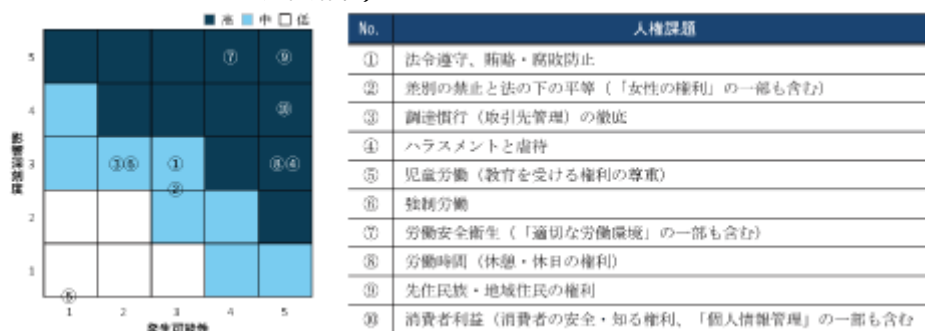 高 中 低
5
⑦ ⑨
4
⑩
深刻度
3
③⑥ ① ⑧④
②
2
1
⑤
1 2 3 4 5
発生可能性
No. 人権課題
① 法令遵守、賄賂・腐敗防止
② 差別の禁止と法の下の平等(「女性の権利」の一部も含む)
③ 調達慣行(取引先管理)の徹底
④ ハラスメントと虐待
⑤ 児童労働(教育を受ける権利の尊重)
⑥ 強制労働
⑦ 労働安全衛生(「適切な労働環境」の一部も含む)
⑧ 労働時間(休憩・休日の権利)
⑨ 先住民族・地域住民の権利
⑩ 消費者利益(消費者の安全・知る権利、「個人情報管理」の一部も含む